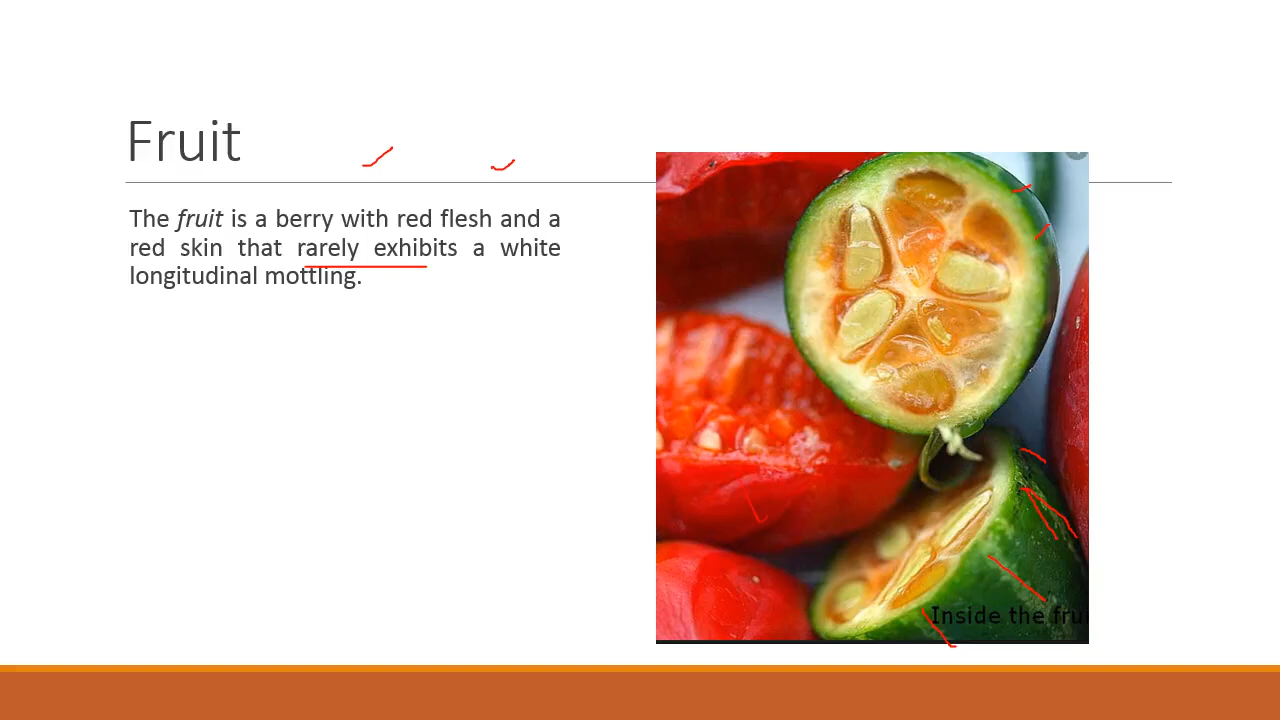 Fruit
The fruit is a berry with red flesh and a
red skin that rarely exhibits a white
longitudinal mottling.
Inside the fru